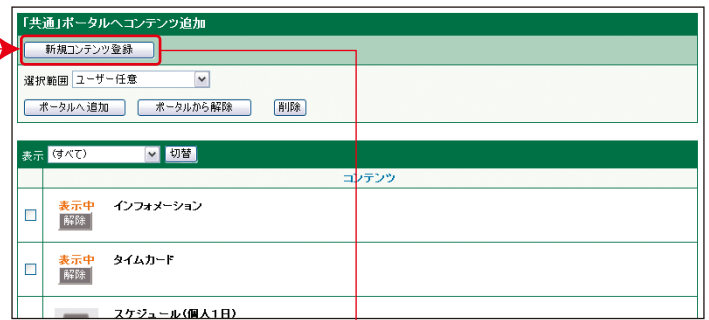 「共通」ポータルへコンテンツ追加
新規コンテンツ登録
選択範囲 ユーザー任意
ポータルへ追加 ポータルから解除 削除
表示 (すべて) 切替
コンテンツ
表示中 インフォメーション
解除
表示中 タイムカード
解除
スケジュール(個人1日)